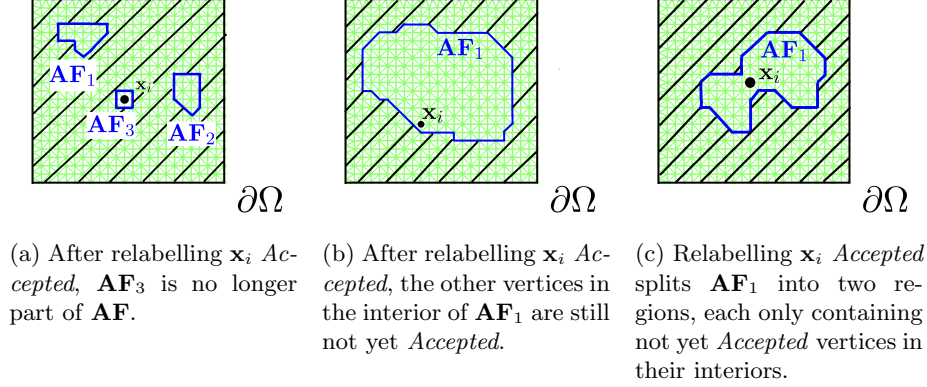 AF₁
xᵢ
AF₃
AF₂
∂Ω
AF₁
xᵢ
∂Ω
AF₁
xᵢ
∂Ω
(a) After relabelling xᵢ Ac-
cepted, AF₃ is no longer
part of AF.
(b) After relabelling xᵢ Ac-
cepted, the other vertices in
the interior of AF₁ are still
not yet Accepted.
(c) Relabelling xᵢ Accepted
splits AF₁ into two re-
gions, each only containing
not yet Accepted vertices in
their interiors.